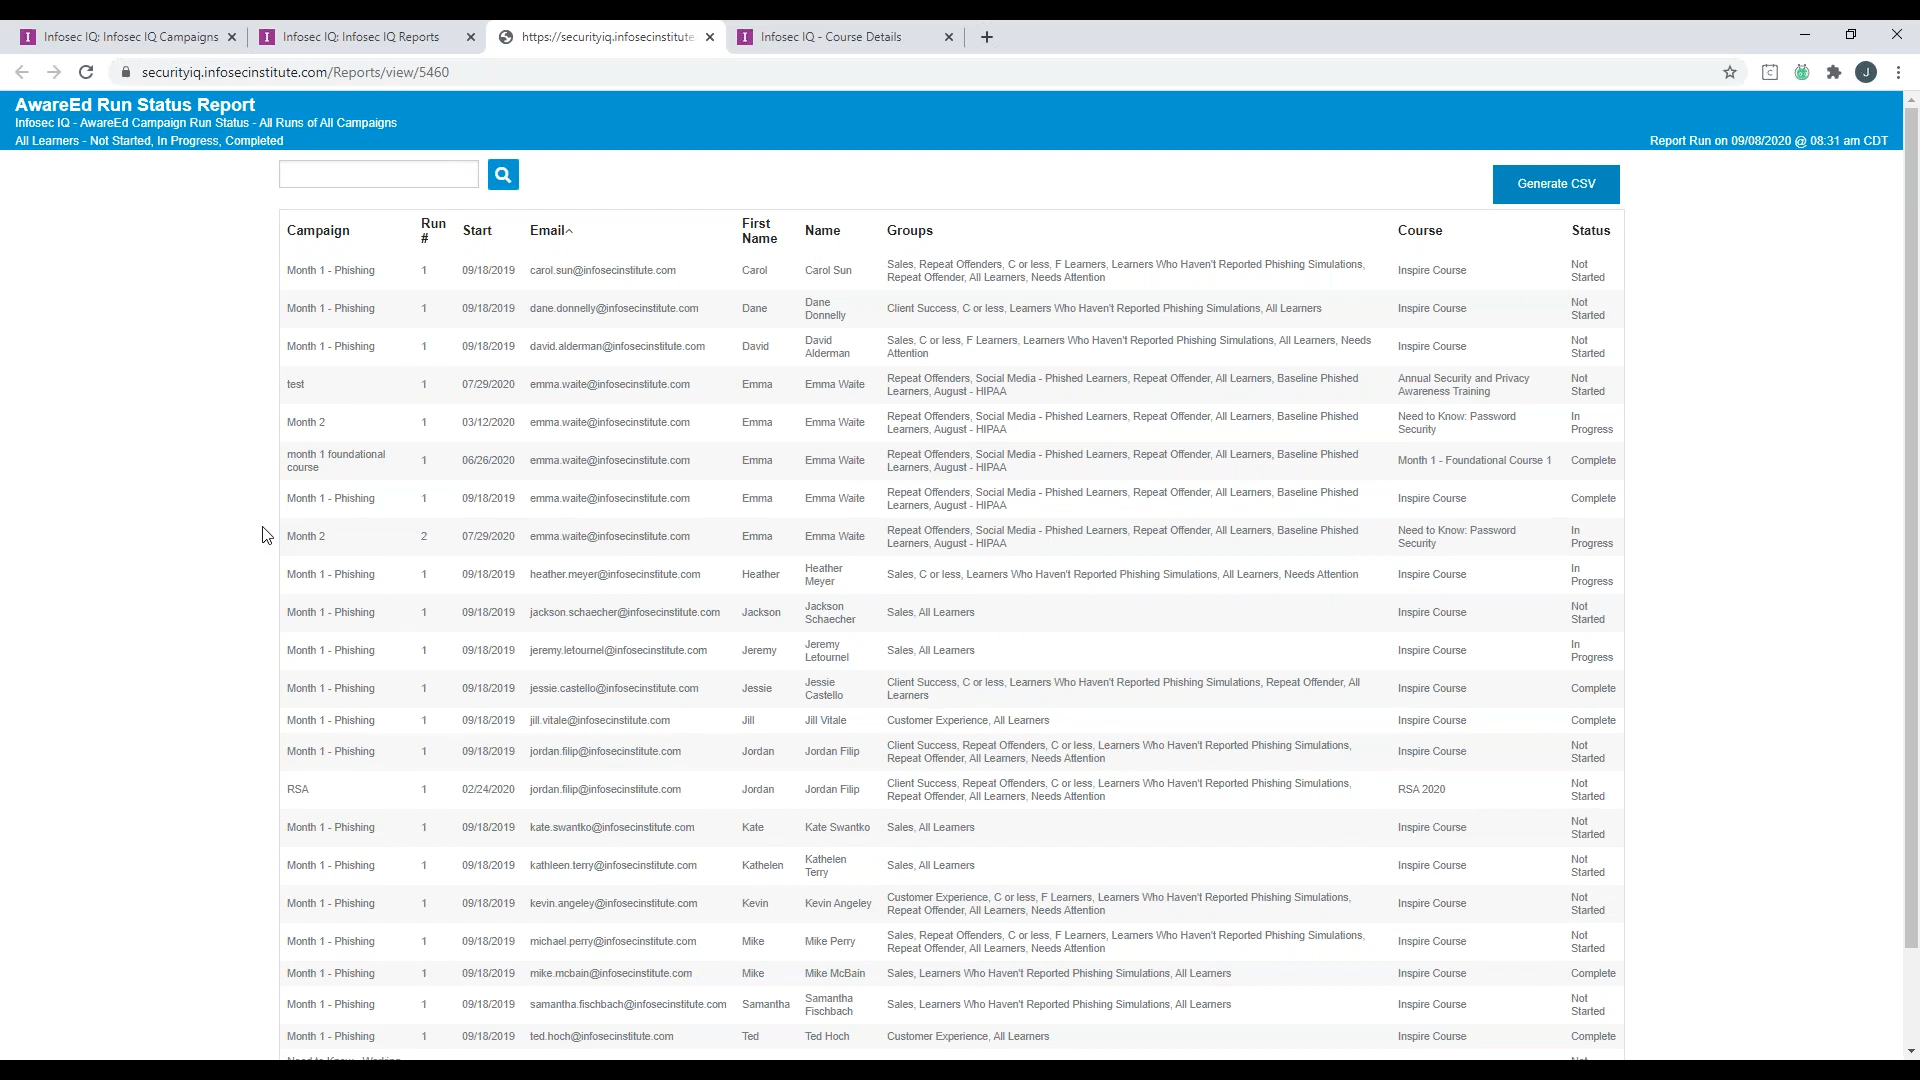 Infosec IQ: Infosec IQ Campaigns
Infosec IQ: Infosec IQ Reports
https://securityiq.infosecinstitute
Infosec IQ - Course Details
securityiq.infosecinstitute.com/Reports/view/5460
J
AwareEd Run Status Report
Infosec IQ - AwareEd Campaign Run Status - All Runs of All Campaigns
All Learners - Not Started, In Progress, Completed
Report Run on 09/08/2020 @ 08:31 am CDT
Generate CSV
Campaign Run # Start Email First Name Name Groups Course Status
Month 1 - Phishing 1 09/18/2019 carol.sun@infosecinstitute.com Carol Carol Sun Sales, Repeat Offenders, C or less, F Learners, Learners Who Haven't Reported Phishing Simulations, Repeat Offender, All Learners, Needs Attention Inspire Course Not Started
Month 1 - Phishing 1 09/18/2019 dane.donnelly@infosecinstitute.com Dane Dane Donnelly Client Success, C or less, Learners Who Haven't Reported Phishing Simulations, All Learners Inspire Course Not Started
Month 1 - Phishing 1 09/18/2019 david.alderman@infosecinstitute.com David David Alderman Sales, C or less, F Learners, Learners Who Haven't Reported Phishing Simulations, All Learners, Needs Attention Inspire Course Not Started
test 1 07/29/2020 emma.waite@infosecinstitute.com Emma Emma Waite Repeat Offenders, Social Media - Phished Learners, Repeat Offender, All Learners, Baseline Phished Learners, August - HIPAA Annual Security and Privacy Awareness Training Not Started
Month 2 1 03/12/2020 emma.waite@infosecinstitute.com Emma Emma Waite Repeat Offenders, Social Media - Phished Learners, Repeat Offender, All Learners, Baseline Phished Learners, August - HIPAA Need to Know: Password Security In Progress
month 1 foundational course 1 06/26/2020 emma.waite@infosecinstitute.com Emma Emma Waite Repeat Offenders, Social Media - Phished Learners, Repeat Offender, All Learners, Baseline Phished Learners, August - HIPAA Month 1 - Foundational Course 1 Complete
Month 1 - Phishing 1 09/18/2019 emma.waite@infosecinstitute.com Emma Emma Waite Repeat Offenders, Social Media - Phished Learners, Repeat Offender, All Learners, Baseline Phished Learners, August - HIPAA Inspire Course Complete
Month 2 2 07/29/2020 emma.waite@infosecinstitute.com Emma Emma Waite Repeat Offenders, Social Media - Phished Learners, Repeat Offender, All Learners, Baseline Phished Learners, August - HIPAA Need to Know: Password Security In Progress
Month 1 - Phishing 1 09/18/2019 heather.meyer@infosecinstitute.com Heather Heather Meyer Sales, C or less, Learners Who Haven't Reported Phishing Simulations, All Learners, Needs Attention Inspire Course In Progress
Month 1 - Phishing 1 09/18/2019 jackson.schaecher@infosecinstitute.com Jackson Jackson Schaecher Sales, All Learners Inspire Course Not Started
Month 1 - Phishing 1 09/18/2019 jeremy.letournel@infosecinstitute.com Jeremy Jeremy Letournel Sales, All Learners Inspire Course In Progress
Month 1 - Phishing 1 09/18/2019 jessie.castello@infosecinstitute.com Jessie Jessie Castello Client Success, C or less, Learners Who Haven't Reported Phishing Simulations, Repeat Offender, All Learners Inspire Course Complete
Month 1 - Phishing 1 09/18/2019 jill.vitale@infosecinstitute.com Jill Jill Vitale Customer Experience, All Learners Inspire Course Complete
Month 1 - Phishing 1 09/18/2019 jordan.filip@infosecinstitute.com Jordan Jordan Filip Client Success, Repeat Offenders, C or less, Learners Who Haven't Reported Phishing Simulations, Repeat Offender, All Learners, Needs Attention Inspire Course Not Started
RSA 1 02/24/2020 jordan.filip@infosecinstitute.com Jordan Jordan Filip Client Success, Repeat Offenders, C or less, Learners Who Haven't Reported Phishing Simulations, Repeat Offender, All Learners, Needs Attention RSA 2020 Not Started
Month 1 - Phishing 1 09/18/2019 kate.swantko@infosecinstitute.com Kate Kate Swantko Sales, All Learners Inspire Course Not Started
Month 1 - Phishing 1 09/18/2019 kathleen.terry@infosecinstitute.com Kathelen Kathelen Terry Sales, All Learners Inspire Course Not Started
Month 1 - Phishing 1 09/18/2019 kevin.angeley@infosecinstitute.com Kevin Kevin Angeley Customer Experience, C or less, F Learners, Learners Who Haven't Reported Phishing Simulations, Repeat Offender, All Learners, Needs Attention Inspire Course Not Started
Month 1 - Phishing 1 09/18/2019 michael.perry@infosecinstitute.com Mike Mike Perry Sales, Repeat Offenders, C or less, F Learners, Learners Who Haven't Reported Phishing Simulations, Repeat Offender, All Learners, Needs Attention Inspire Course Not Started
Month 1 - Phishing 1 09/18/2019 mike.mcbain@infosecinstitute.com Mike Mike McBain Sales, Learners Who Haven't Reported Phishing Simulations, All Learners Inspire Course Complete
Month 1 - Phishing 1 09/18/2019 samantha.fischbach@infosecinstitute.com Samantha Samantha Fischbach Sales, Learners Who Haven't Reported Phishing Simulations, All Learners Inspire Course Not Started
Month 1 - Phishing 1 09/18/2019 ted.hoch@infosecinstitute.com Ted Ted Hoch Customer Experience, All Learners Inspire Course Complete